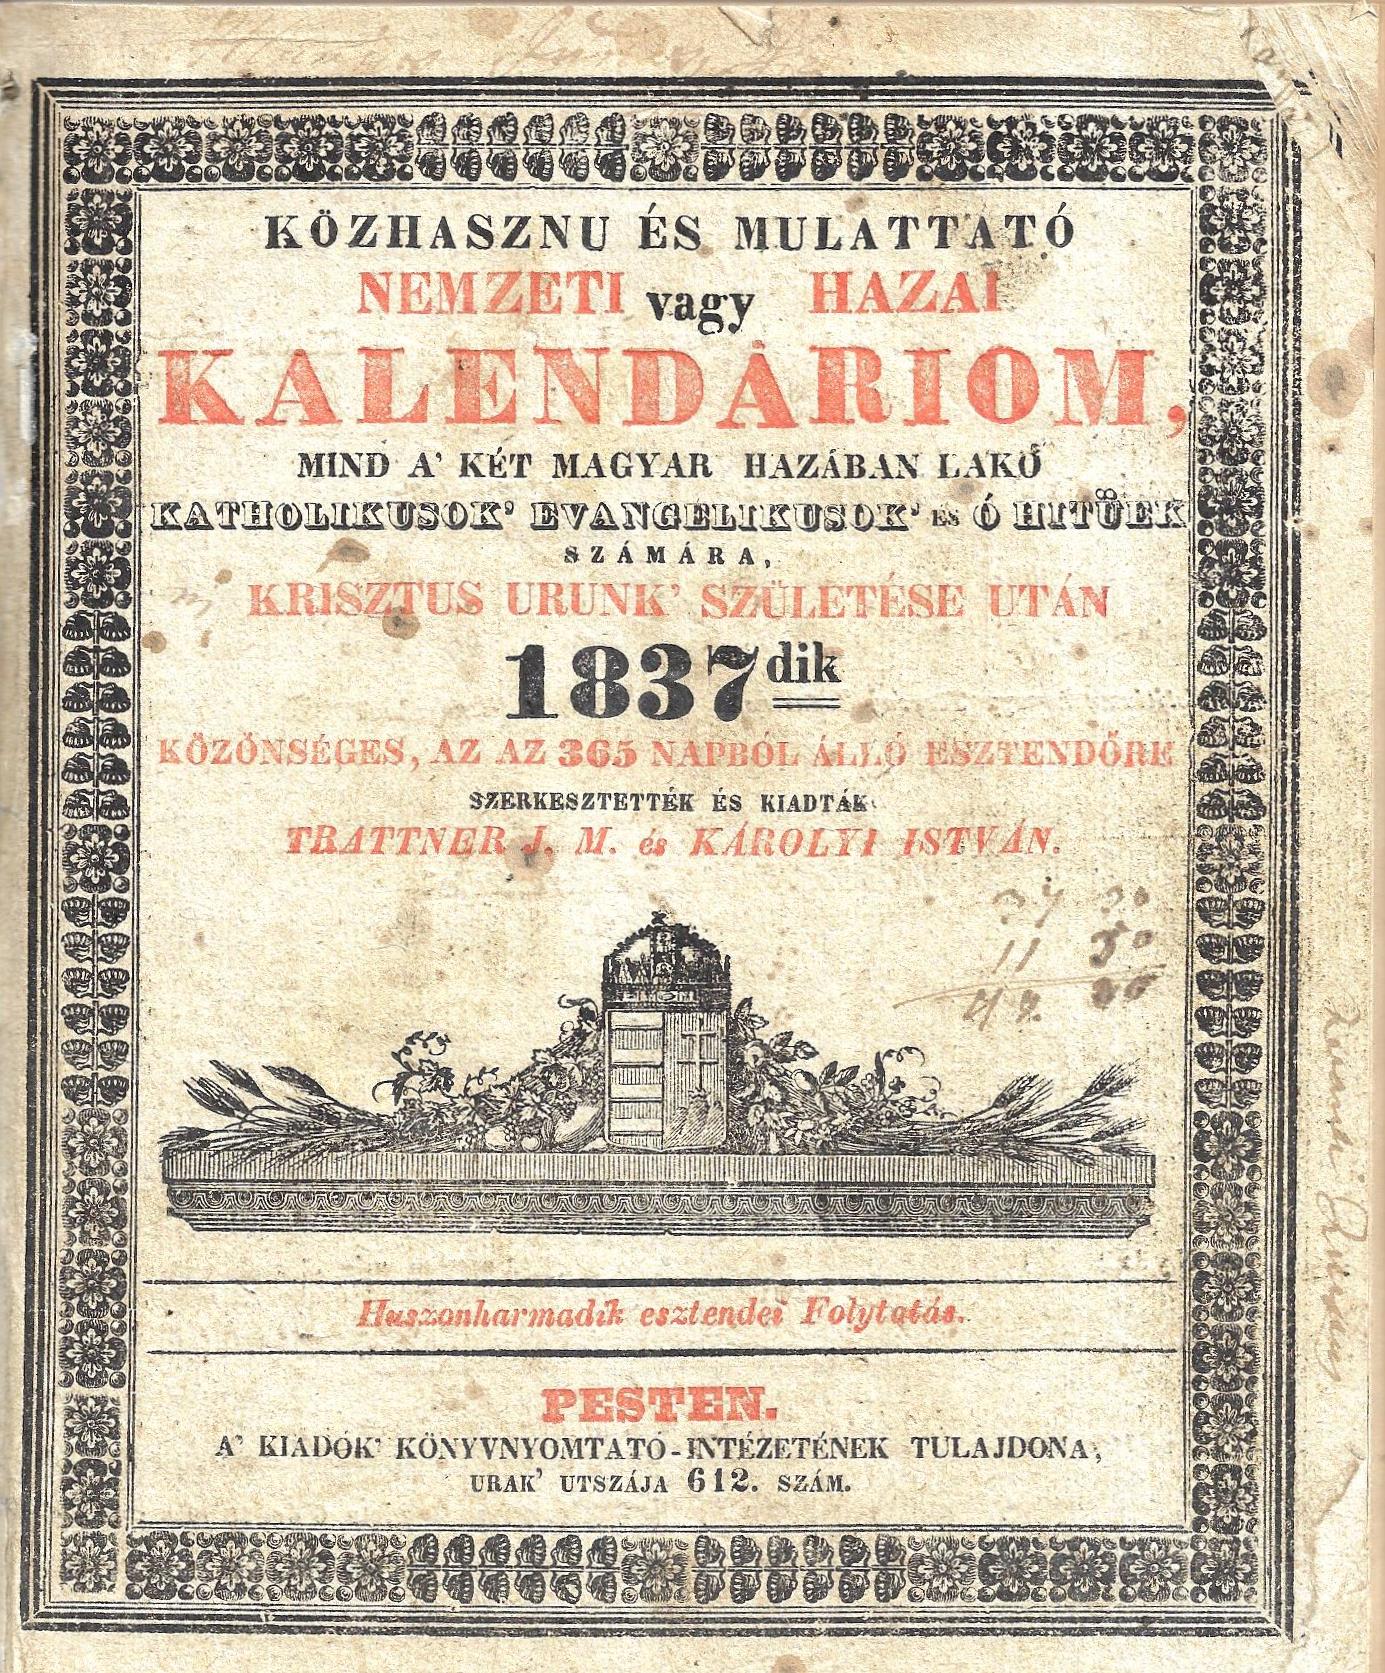 KÖZHASZNU ÉS MULATTATÓ
NEMZETI vagy HAZAI
KALENDÁRIOM,
MIND A' KÉT MAGYAR HAZÁBAN LAKÓ
KATHOLIKUSOK' EVANGELIKUSOK' ÉS Ó HITÜEK
SZÁMÁRA,
KRISZTUS URUNK' SZÜLETÉSE UTÁN
1837dik
KÖZÖNSÉGES, AZ AZ 365 NAPBÓL ÁLLÓ ESZTENDŐRE
SZERKESZTETTÉK ÉS KIADTÁK
TRATTNER J. M. és KÁROLYI ISTVÁN.
11 50
Huszonharmadik esztendei Folytatás.
PESTEN.
A' KIADÓK' KÖNYVNYOMTATÓ-INTÉZETÉNEK TULAJDONA,
URAK' UTSZÁJA 612. SZÁM.